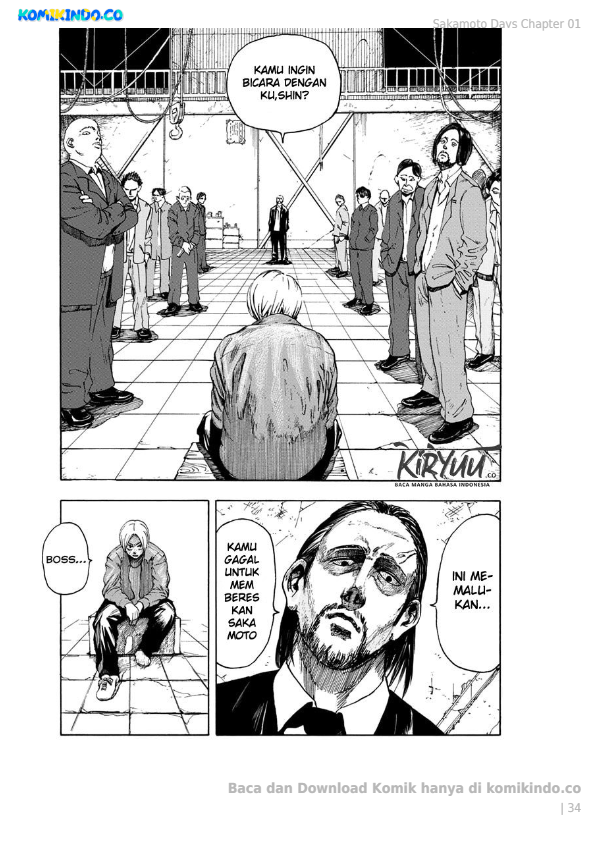 KOMIKINDO.CO
Sakamoto Days Chapter 01
KAMU INGIN
BICARA DENGAN
KU,SHIN?
KIRYUU.CO
BACA MANGA BAHASA INDONESIA
BOSS...
KAMU
GAGAL
UNTUK
MEM
BERES
KAN
SAKA
MOTO
INI ME-
MALU-
KAN...
Baca dan Download Komik hanya di komikindo.co
| 34